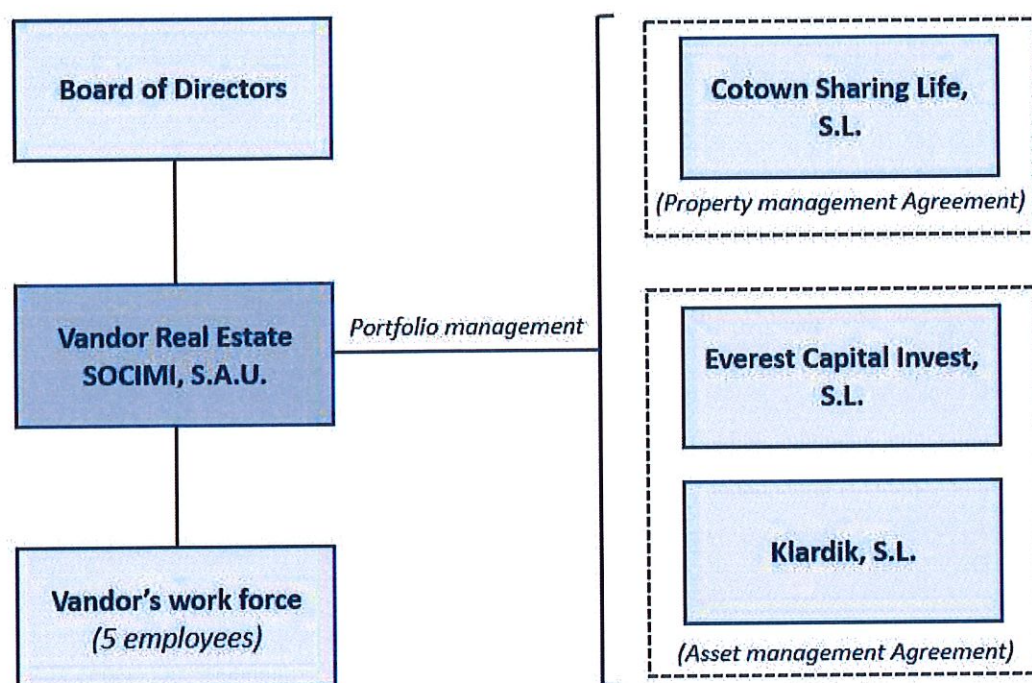 Board of Directors
Vandor Real Estate
SOCIMI, S.A.U.
Vandor's work force
(5 employees)
Portfolio management
Cotown Sharing Life,
S.L.
(Property management Agreement)
Everest Capital Invest,
S.L.
Klardik, S.L.
(Asset management Agreement)